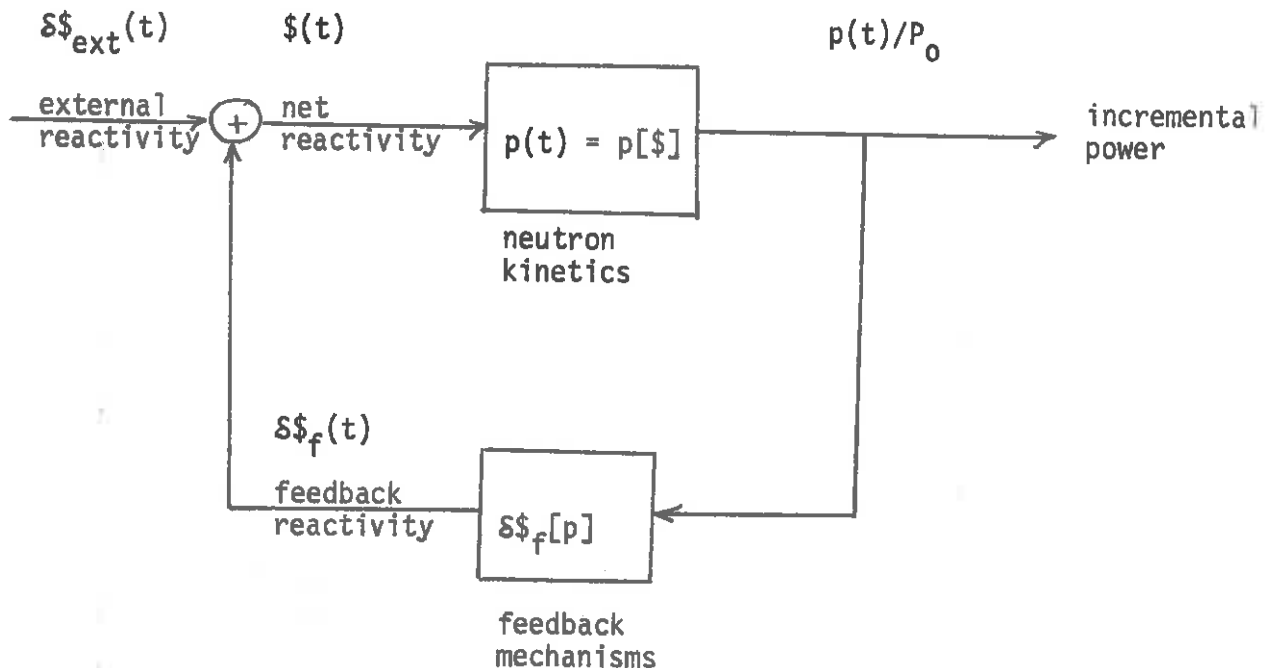 δ$ext(t)
$(t)
p(t)/Po
external
reactivity
+
net
reactivity
p(t) = p[$]
incremental
power
neutron
kinetics
δ$f(t)
feedback
reactivity
δ$f[p]
feedback
mechanisms